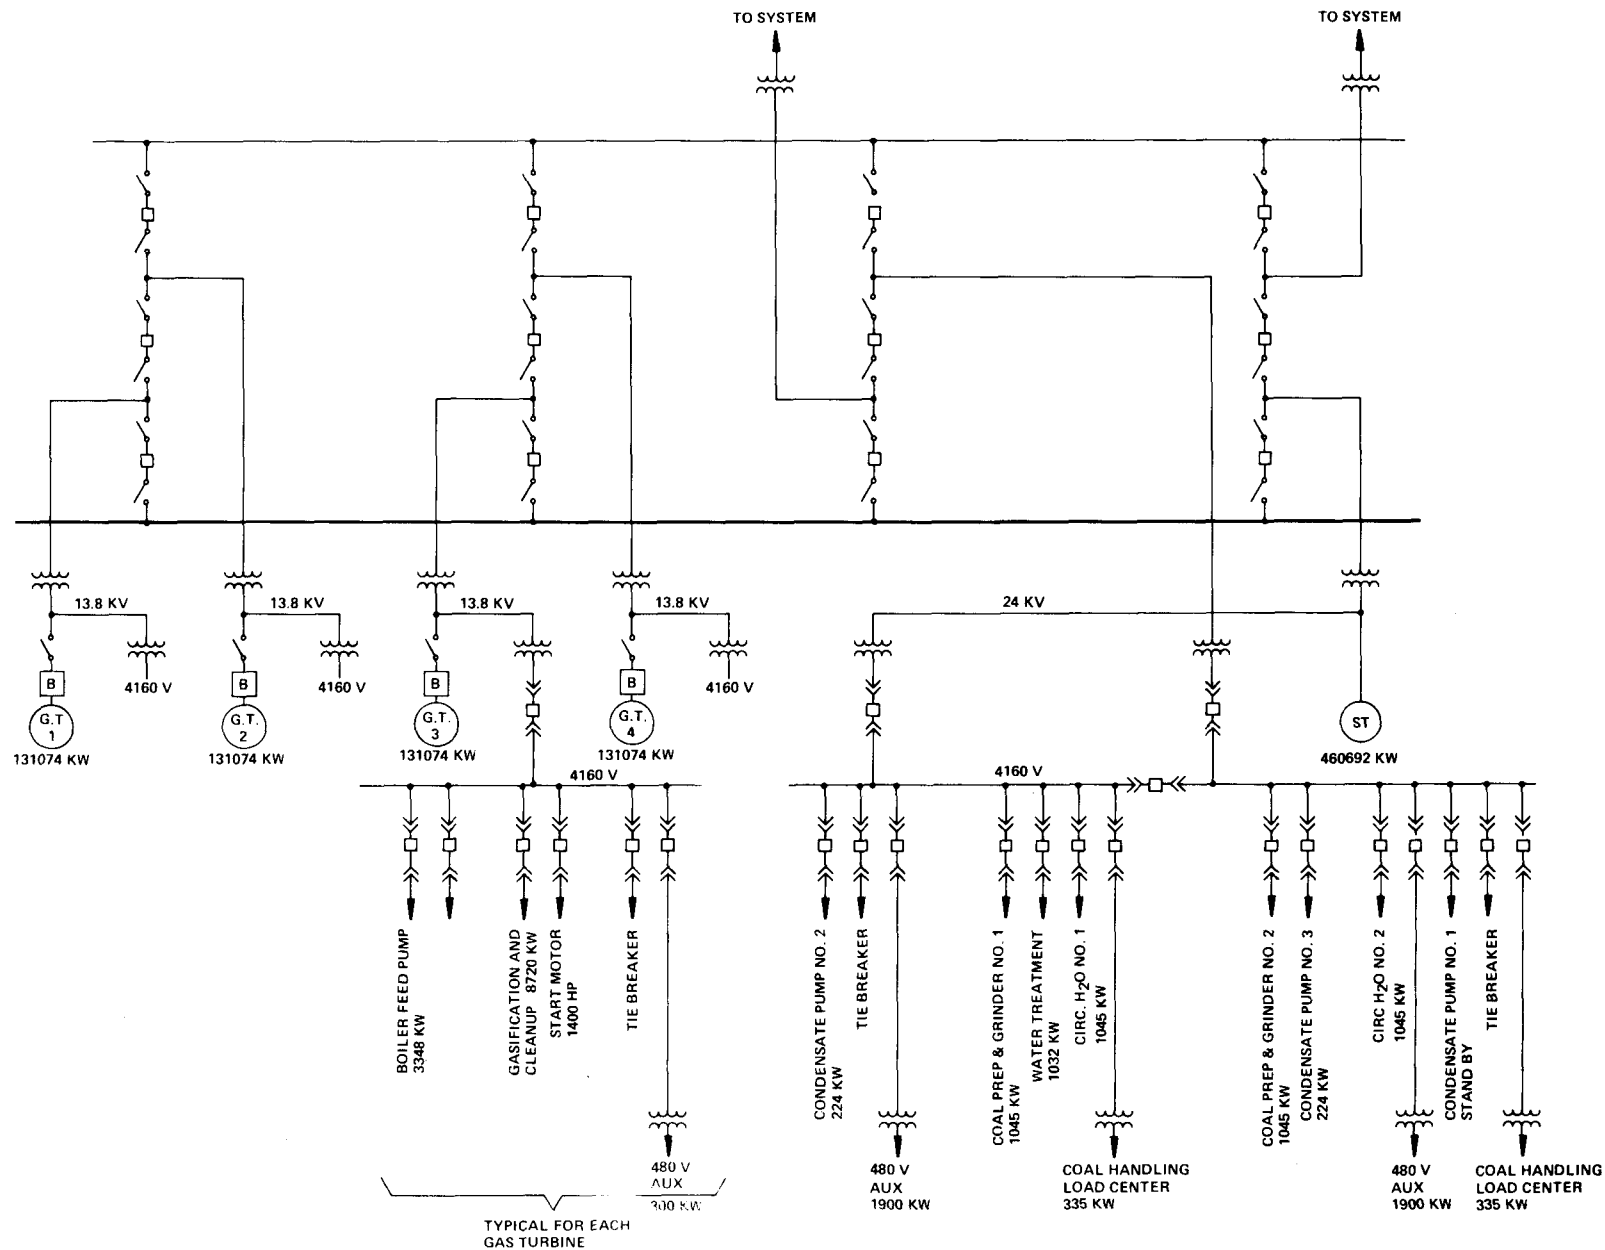 TO SYSTEM
TO SYSTEM
13.8 KV
13.8 KV
13.8 KV
13.8 KV
24 KV
4160 V
4160 V
4160 V
B
B
B
B
G.T
1
G.T.
2
G.T.
3
G.T.
4
ST
131074 KW
131074 KW
131074 KW
131074 KW
460692 KW
4160 V
4160 V
BOILER FEED PUMP
3348 KW
GASIFICATION AND
CLEANUP 8720 KW
START MOTOR
1400 HP
TIE BREAKER
CONDENSATE PUMP NO. 2
224 KW
TIE BREAKER
COAL PREP & GRINDER NO. 1
1045 KW
WATER TREATMENT
1032 KW
CIRC. H2O NO. 1
1045 KW
COAL PREP & GRINDER NO. 2
1045 KW
CONDENSATE PUMP NO. 3
224 KW
CIRC H2O NO. 2
1045 KW
CONDENSATE PUMP NO. 1
STAND BY
TIE BREAKER
480 V
AUX
300 KW
480 V
AUX
1900 KW
COAL HANDLING
LOAD CENTER
335 KW
480 V
AUX
1900 KW
COAL HANDLING
LOAD CENTER
335 KW
TYPICAL FOR EACH
GAS TURBINE